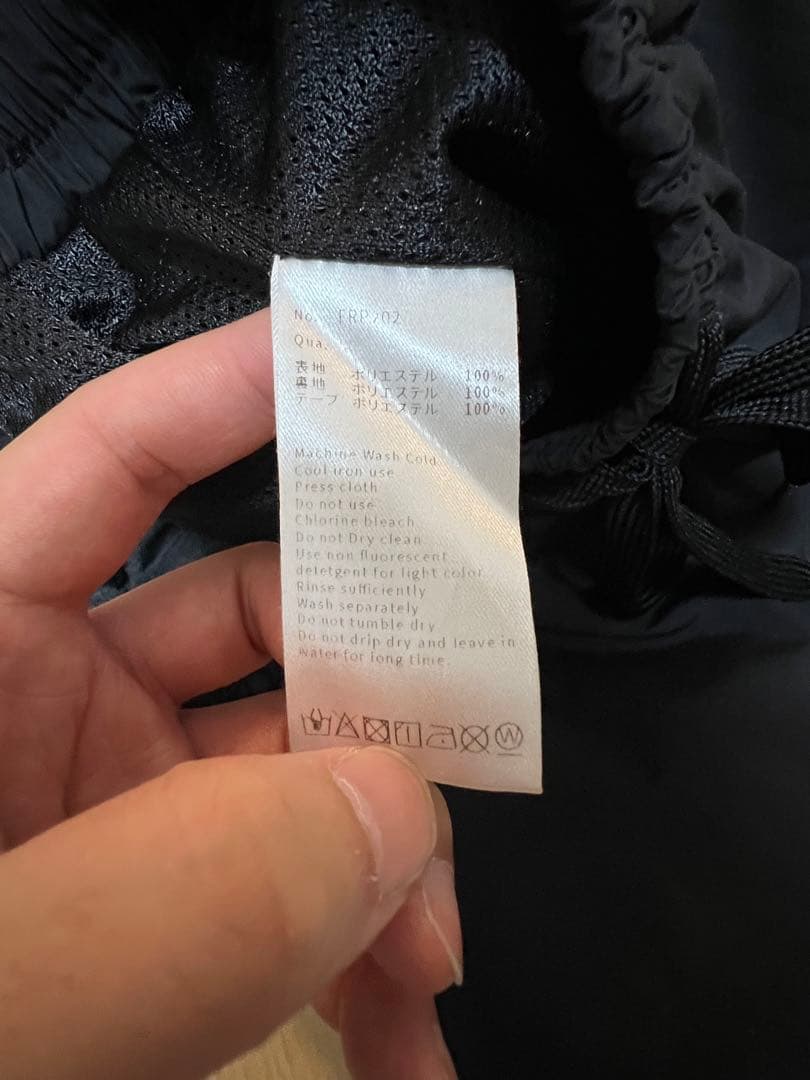 No. FRP202
Qua.
表地 ポリエステル 100%
裏地 ポリエステル 100%
テープ ポリエステル 100%
Machine Wash Cold
Cool iron use
Press cloth
Do not use
Chlorine bleach
Do not Dry clean
Use non fluorescent
detetgent for light color
Rinse sufficiently
Wash separately
Do not tumble dry
Do not drip dry and leave in
water for long time.
W